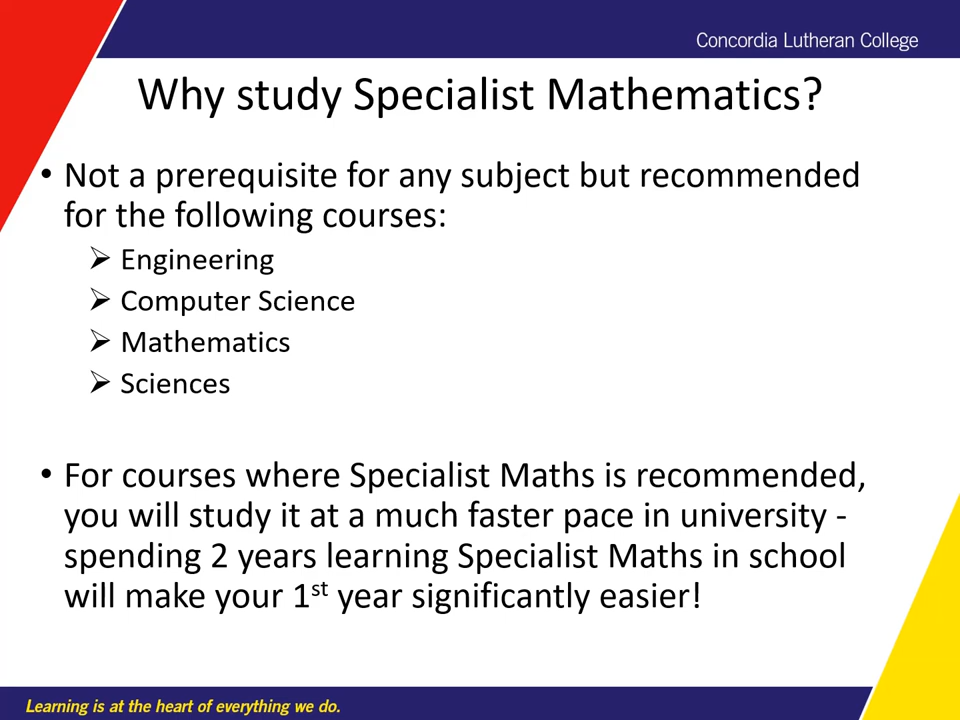 Concordia Lutheran College
Why study Specialist Mathematics?
• Not a prerequisite for any subject but recommended
for the following courses:
➢ Engineering
➢ Computer Science
➢ Mathematics
➢ Sciences
• For courses where Specialist Maths is recommended,
you will study it at a much faster pace in university -
spending 2 years learning Specialist Maths in school
will make your 1st year significantly easier!
Learning is at the heart of everything we do.